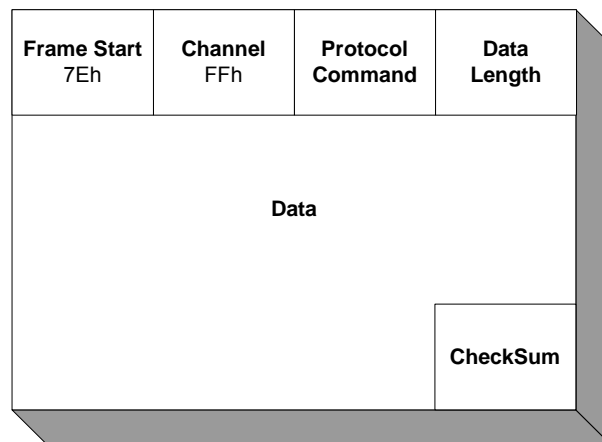 Frame Start
7Eh
Channel
FFh
Protocol
Command
Data
Length
Data
CheckSum